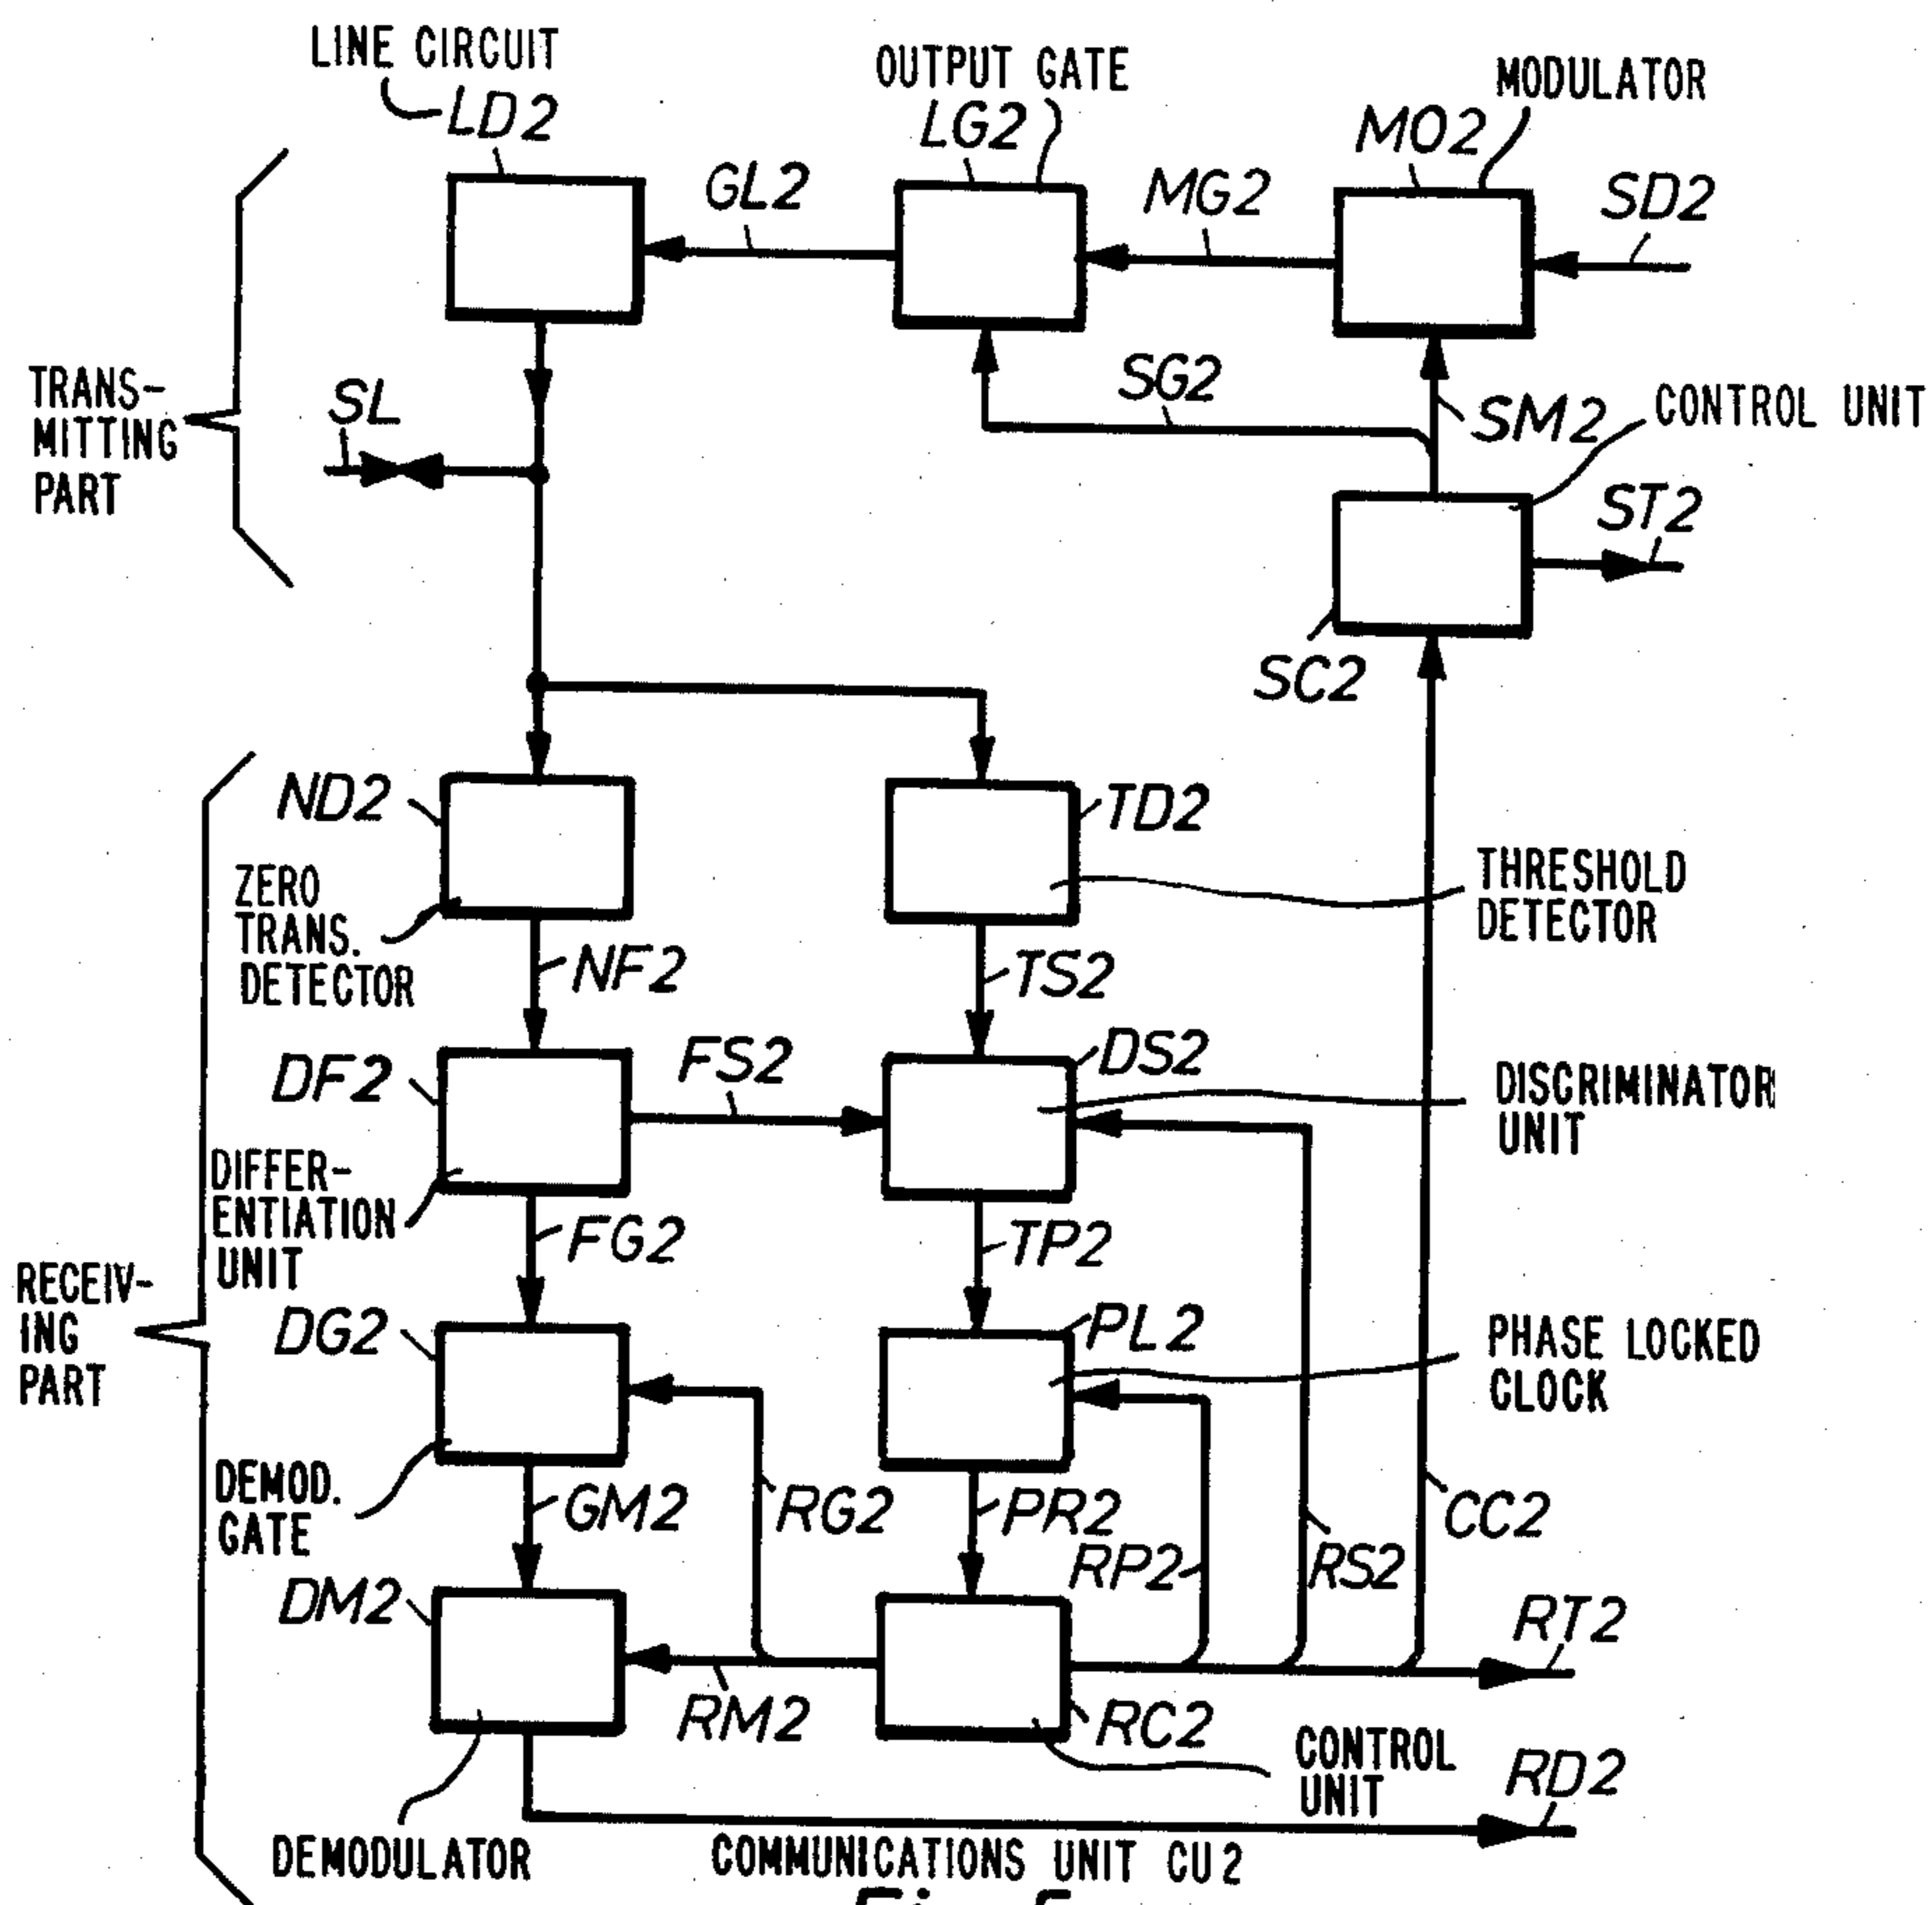 LINE CIRCUIT
LD2
OUTPUT GATE
LG2
MODULATOR
MO2
GL2
MG2
SD2
TRANS-
MITTING
PART
SL
SG2
SM2
CONTROL UNIT
ST2
SC2
ND2
TD2
ZERO
TRANS.
DETECTOR
THRESHOLD
DETECTOR
NF2
TS2
DF2
FS2
DS2
DISCRIMINATOR
UNIT
DIFFER-
ENTIATION
UNIT
FG2
TP2
RECEIV-
ING
PART
DG2
PL2
PHASE LOCKED
CLOCK
DEMOD.
GATE
GM2
RG2
PR2
RP2
RS2
CC2
DM2
RT2
RM2
RC2
CONTROL
UNIT
RD2
DEMODULATOR
COMMUNICATIONS UNIT CU2